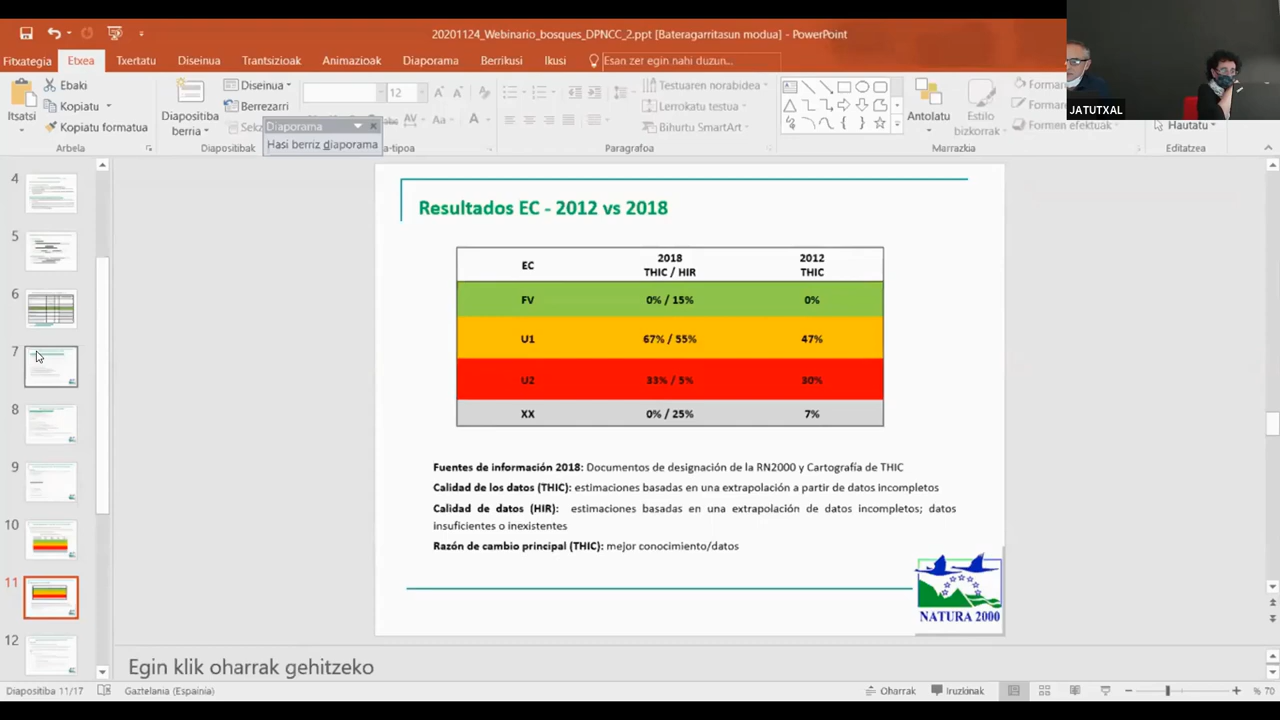 20201124_Webinario_bosques_DPNCC_2.ppt [Bateragarritasun modua] - PowerPoint
Fitxategia Etxea Txertatu Diseinua Trantsizioak Animazioak Diaporama Berrikusi Ikusi Esan zer egin nahi duzun...
JATUTXAL
Itsatsi
Ebaki
Kopiatu
Kopiatu formatua
Arbela
Diapositiba berria
Diseinua
Berrezarri
Diapositibak
Diaporama
Hasi berriz diaporama
12
Testuaren norabidea
Lerrokatu testua
Bihurtu SmartArt
Paragrafoa
Antolatu
Estilo bizkorrak
Marrazkia
Formen efektuak
Hautatu
Editatzea
4
5
6
7
8
9
10
11
12
Resultados EC - 2012 vs 2018
EC 2018 THIC / HIR 2012 THIC
FV 0% / 15% 0%
U1 67% / 55% 47%
U2 33% / 5% 30%
XX 0% / 25% 7%
Fuentes de información 2018: Documentos de designación de la RN2000 y Cartografía de THIC
Calidad de los datos (THIC): estimaciones basadas en una extrapolación a partir de datos incompletos
Calidad de datos (HIR): estimaciones basadas en una extrapolación de datos incompletos; datos
insuficientes o inexistentes
Razón de cambio principal (THIC): mejor conocimiento/datos
NATURA 2000
Egin klik oharrak gehitzeko
Diapositiba 11/17 Gaztelania (Espainia) Oharrak Iruzkinak % 70